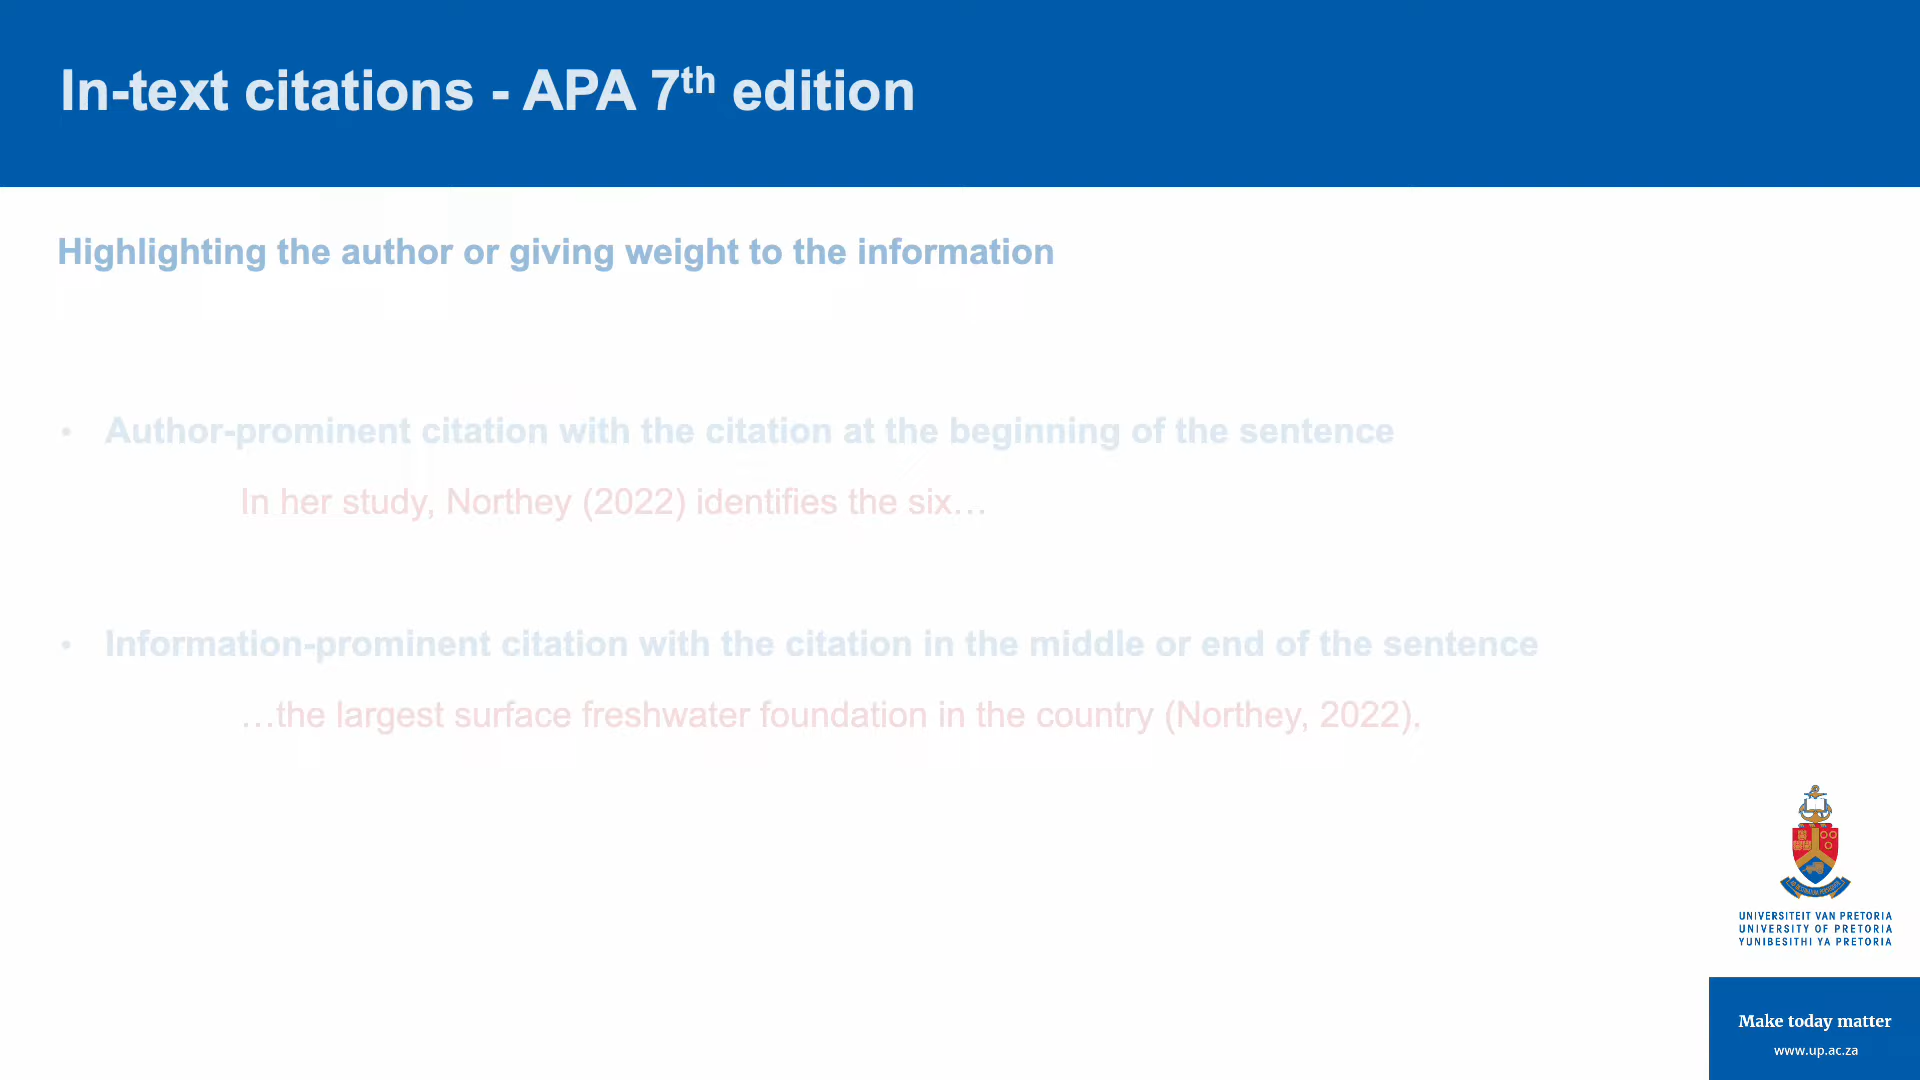 In-text citations - APA 7th edition
Highlighting the author or giving weight to the information
• Author-prominent citation with the citation at the beginning of the sentence
In her study, Northey (2022) identifies the six…
• Information-prominent citation with the citation in the middle or end of the sentence
…the largest surface freshwater foundation in the country (Northey, 2022).
UNIVERSITEIT VAN PRETORIA
UNIVERSITY OF PRETORIA
YUNIBESITHI YA PRETORIA
Make today matter
www.up.ac.za